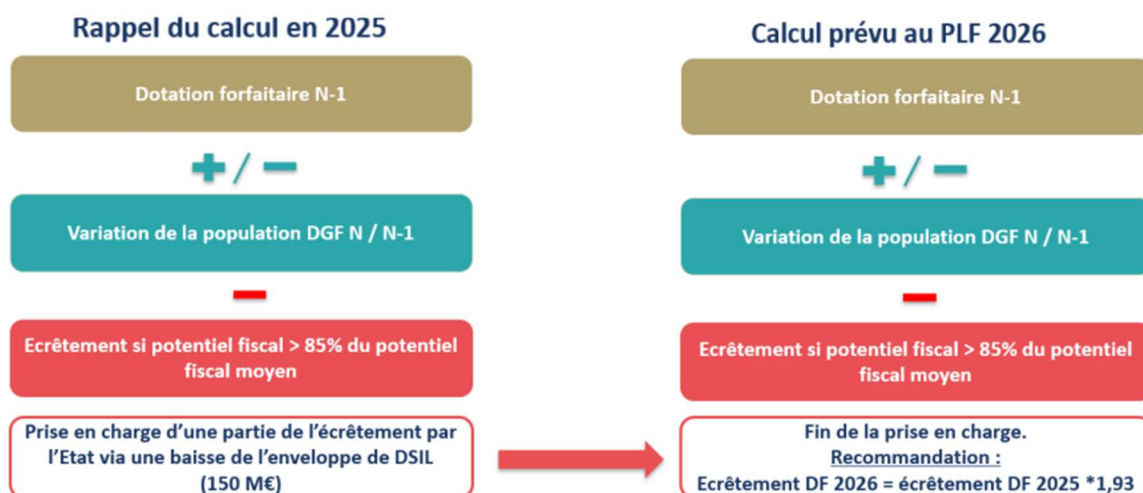 Rappel du calcul en 2025
Dotation forfaitaire N-1
+ / -
Variation de la population DGF N / N-1
-
Ecrêtement si potentiel fiscal > 85% du potentiel
fiscal moyen
Prise en charge d’une partie de l’écrêtement par
l’Etat via une baisse de l’enveloppe de DSIL
(150 M€)
Calcul prévu au PLF 2026
Dotation forfaitaire N-1
+ / -
Variation de la population DGF N / N-1
-
Ecrêtement si potentiel fiscal > 85% du potentiel
fiscal moyen
Fin de la prise en charge.
Recommandation :
Ecrêtement DF 2026 = écrêtement DF 2025 *1,93